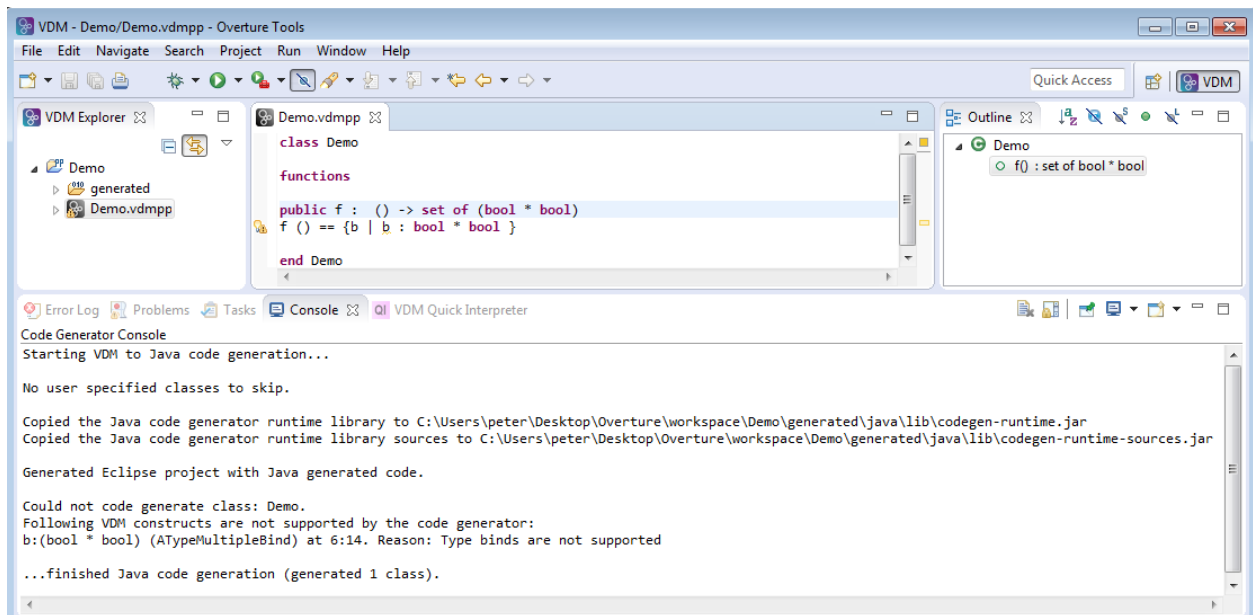 VDM - Demo/Demo.vdmpp - Overture Tools
File Edit Navigate Search Project Run Window Help
Quick Access
VDM
VDM Explorer
Demo
generated
Demo.vdmpp
Demo.vdmpp
class Demo
functions
public f :  () -> set of (bool * bool)
f () == {b | b : bool * bool }
end Demo
Outline
Demo
f() : set of bool * bool
Error Log Problems Tasks Console VDM Quick Interpreter
Code Generator Console
Starting VDM to Java code generation...
No user specified classes to skip.
Copied the Java code generator runtime library to C:\Users\peter\Desktop\Overture\workspace\Demo\generated\java\lib\codegen-runtime.jar
Copied the Java code generator runtime library sources to C:\Users\peter\Desktop\Overture\workspace\Demo\generated\java\lib\codegen-runtime-sources.jar
Generated Eclipse project with Java generated code.
Could not code generate class: Demo.
Following VDM constructs are not supported by the code generator:
b:(bool * bool) (ATypeMultipleBind) at 6:14. Reason: Type binds are not supported
...finished Java code generation (generated 1 class).